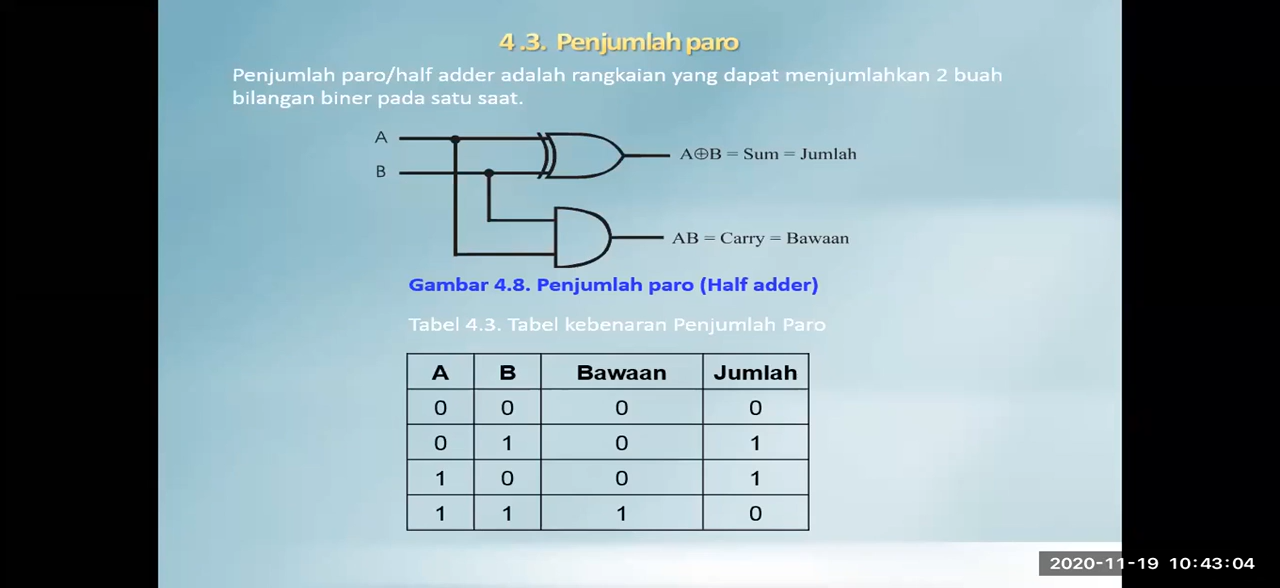 4 .3. Penjumlah paro
Penjumlah paro/half adder adalah rangkaian yang dapat menjumlahkan 2 buah
bilangan biner pada satu saat.
A
A⊕B = Sum = Jumlah
B
AB = Carry = Bawaan
Gambar 4.8. Penjumlah paro (Half adder)
Tabel 4.3. Tabel kebenaran Penjumlah Paro
A B Bawaan Jumlah
0 0 0 0
0 1 0 1
1 0 0 1
1 1 1 0
2020-11-19 10:43:04